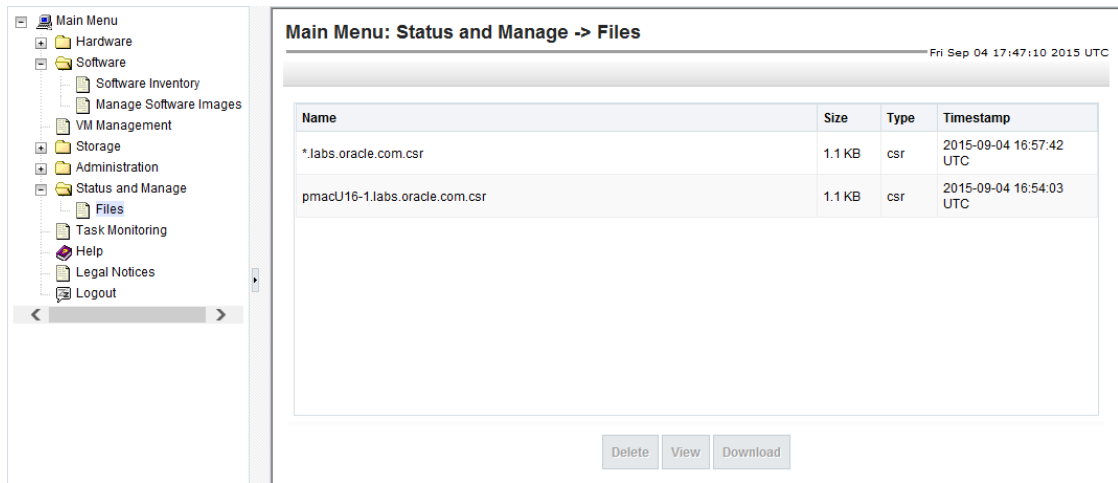 Main Menu
Hardware
Software
Software Inventory
Manage Software Images
VM Management
Storage
Administration
Status and Manage
Files
Task Monitoring
Help
Legal Notices
Logout
Main Menu: Status and Manage -> Files
Fri Sep 04 17:47:10 2015 UTC
Name Size Type Timestamp
*.labs.oracle.com.csr 1.1 KB csr 2015-09-04 16:57:42
UTC
pmacU16-1.labs.oracle.com.csr 1.1 KB csr 2015-09-04 16:54:03
UTC
Delete View Download